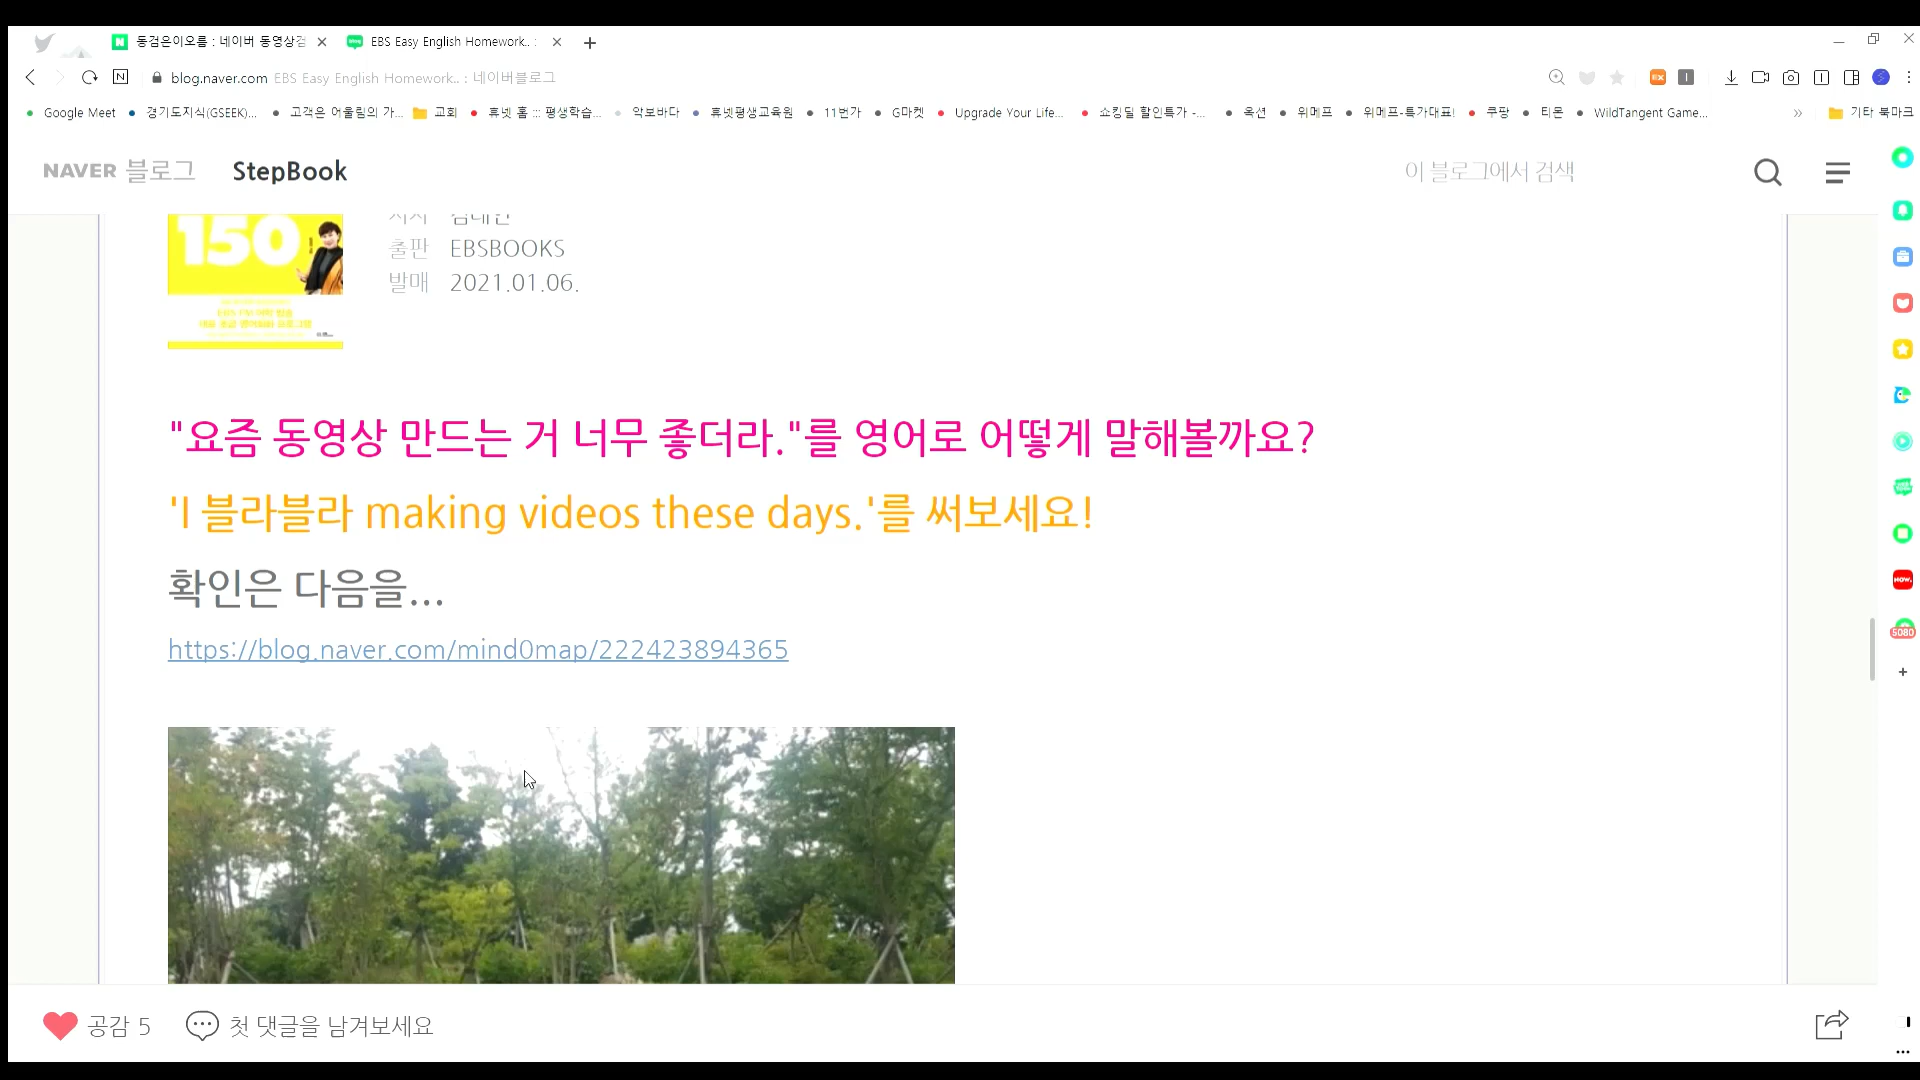 동검은이오름 : 네이버 동영상검
EBS Easy English Homework.. :
blog.naver.com EBS Easy English Homework.. : 네이버블로그
Google Meet
경기도지식(GSEEK)...
고객은 어울림의 가...
교회
휴넷 홈 ::: 평생학습...
악보바다
휴넷평생교육원
11번가
G마켓
Upgrade Your Life...
쇼킹딜 할인특가 -...
옥션
위메프
위메프-특가대표!
쿠팡
티몬
WildTangent Game...
기타 북마크
NAVER 블로그 StepBook
이 블로그에서 검색
150
출판 EBSBOOKS
발매 2021.01.06.
"요즘 동영상 만드는 거 너무 좋더라."를 영어로 어떻게 말해볼까요?
'I 블라블라 making videos these days.'를 써보세요!
확인은 다음을...
https://blog.naver.com/mind0map/222423894365
공감 5
첫 댓글을 남겨보세요
NOW.
5080